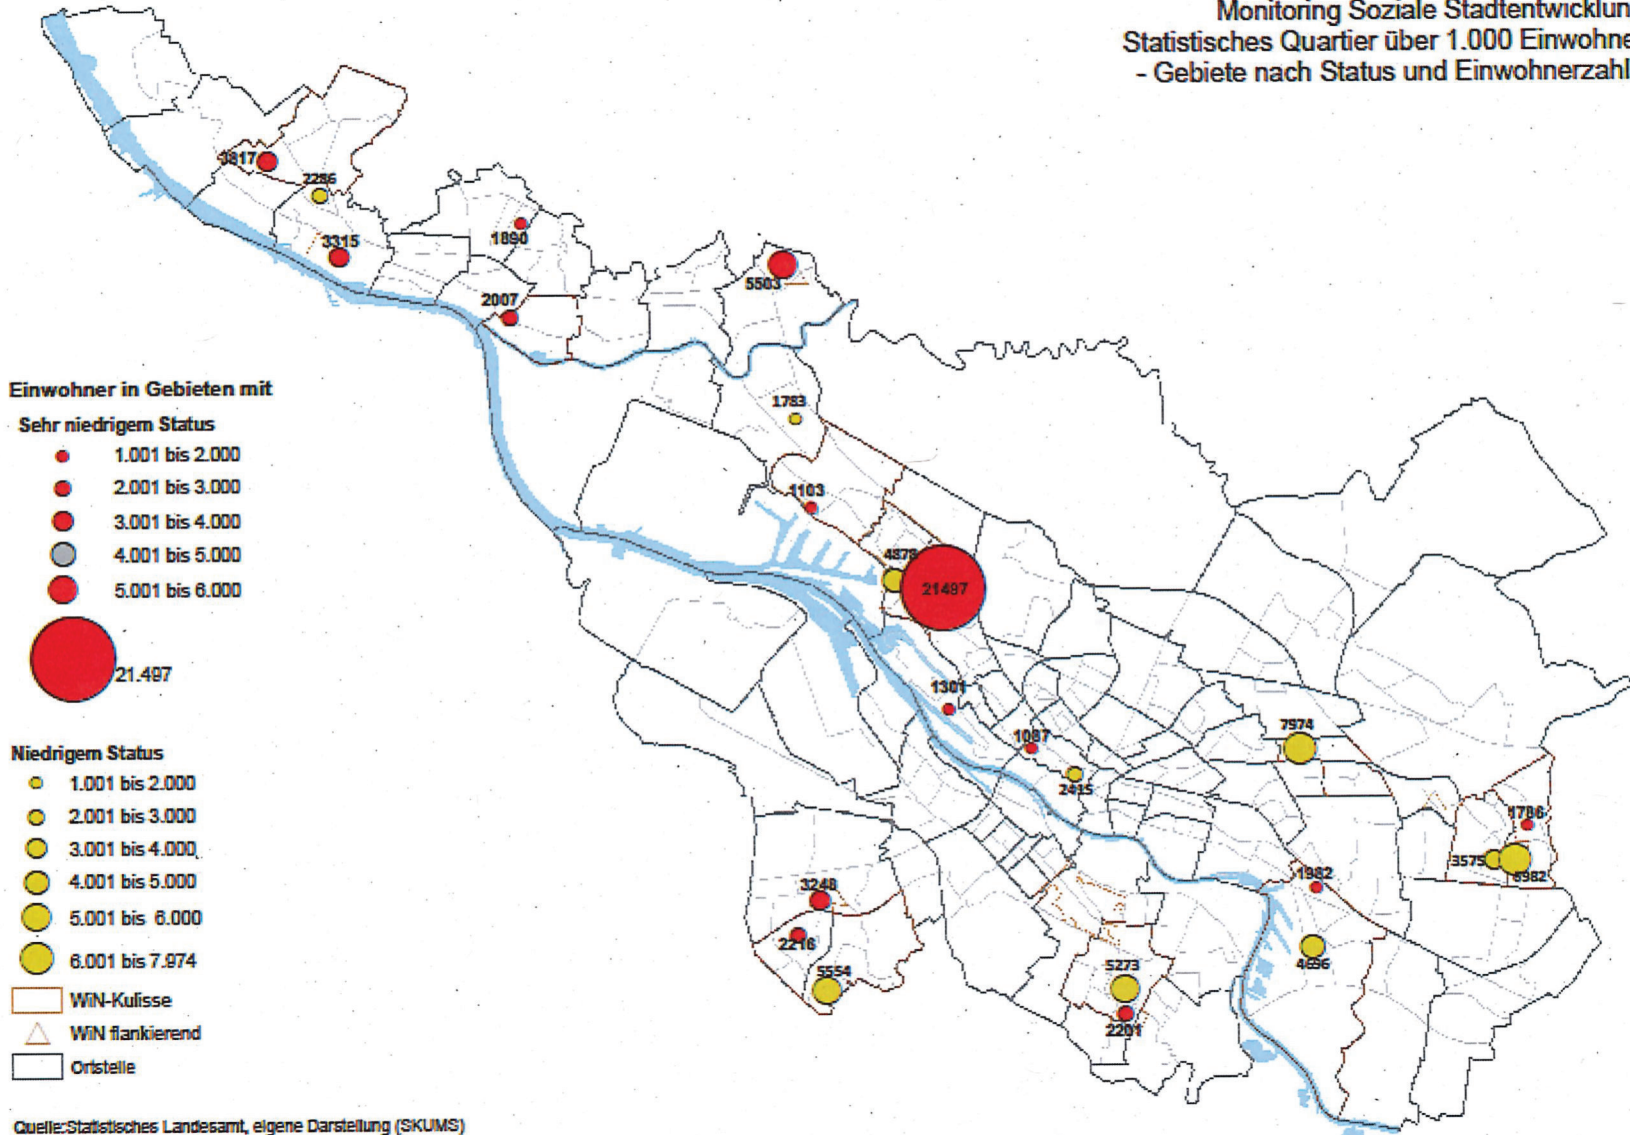 Monitoring Soziale Stadtentwicklun
Statistisches Quartier über 1.000 Einwohne
- Gebiete nach Status und Einwohnerzahl
3817
2286
3315
1890
2007
5503
1783
1103
4878
21497
1301
1087
2415
7974
1786
3575
6982
1982
4696
3248
2216
5554
5273
2201
Einwohner in Gebieten mit
Sehr niedrigem Status
1.001 bis 2.000
2.001 bis 3.000
3.001 bis 4.000
4.001 bis 5.000
5.001 bis 6.000
21.497
Niedrigem Status
1.001 bis 2.000
2.001 bis 3.000
3.001 bis 4.000
4.001 bis 5.000
5.001 bis 6.000
6.001 bis 7.974
WiN-Kulisse
WiN flankierend
Ortsteile
Quelle:Statistisches Landesamt, eigene Darstellung (SKUMS)